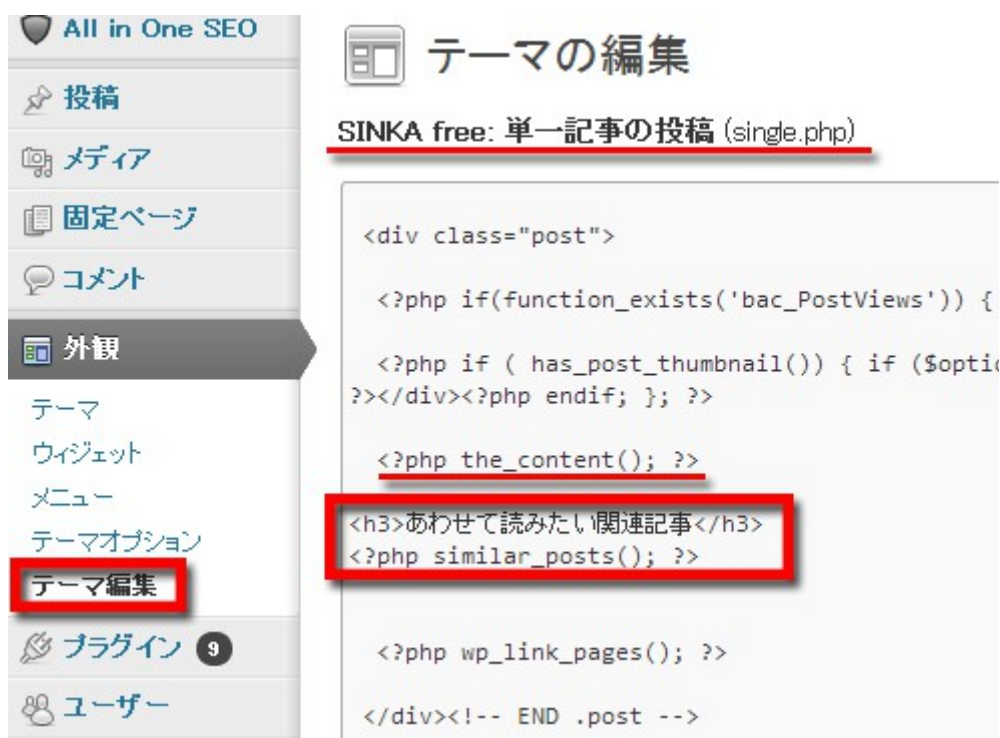 All in One SEO
投稿
メディア
固定ページ
コメント
外観
テーマ
ウィジェット
メニュー
テーマオプション
テーマ編集
プラグイン 9
ユーザー
テーマの編集
SINKA free: 単一記事の投稿 (single.php)
<div class="post">
<?php if(function_exists('bac_PostViews')) {
<?php if ( has_post_thumbnail()) { if ($optio
?></div><?php endif; }; ?>
<?php the_content(); ?>
<h3>あわせて読みたい関連記事</h3>
<?php similar_posts(); ?>
<?php wp_link_pages(); ?>
</div><!-- END .post -->